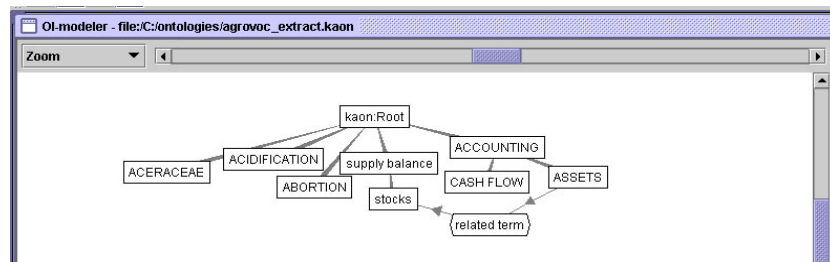 OI-modeler - file:/C:/ontologies/agrovoc_extract.kaon
Zoom
kaon:Root
ACERACEAE
ACIDIFICATION
ABORTION
supply balance
stocks
ACCOUNTING
CASH FLOW
ASSETS
related term